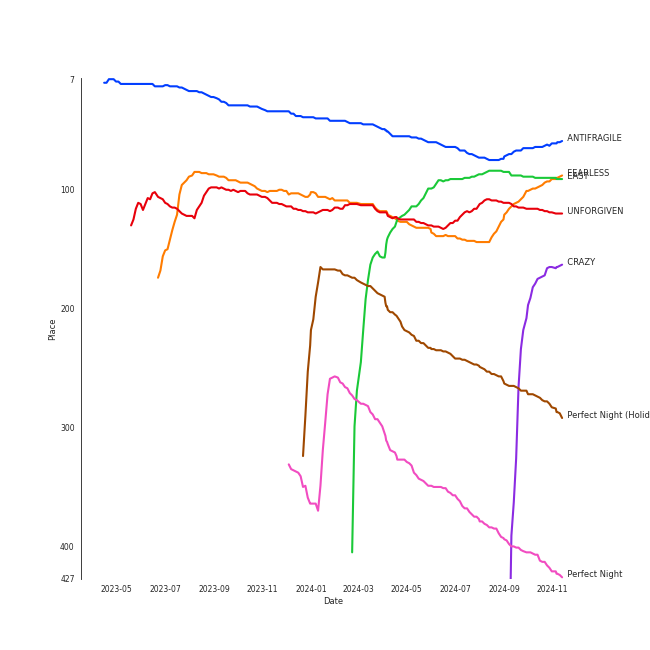 7
100
200
300
400
427
Place
2023-05
2023-07
2023-09
2023-11
2024-01
2024-03
2024-05
2024-07
2024-09
2024-11
Date
ANTIFRAGILE
FEARLESS
EASY
UNFORGIVEN
CRAZY
Perfect Night (Holid
Perfect Night